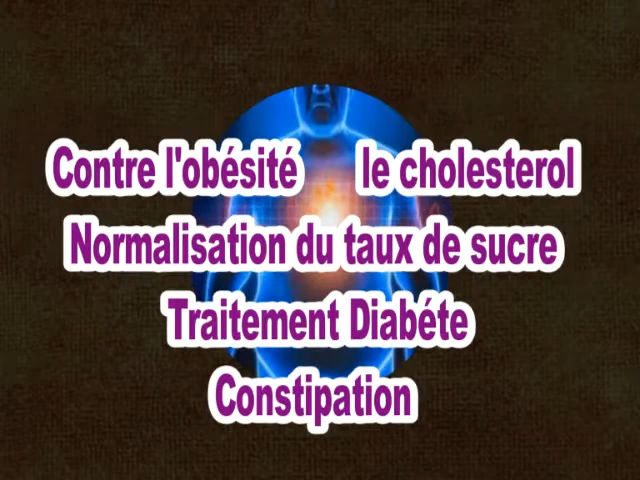 Contre l'obésité le cholesterol
Normalisation du taux de sucre
Traitement Diabéte
Constipation